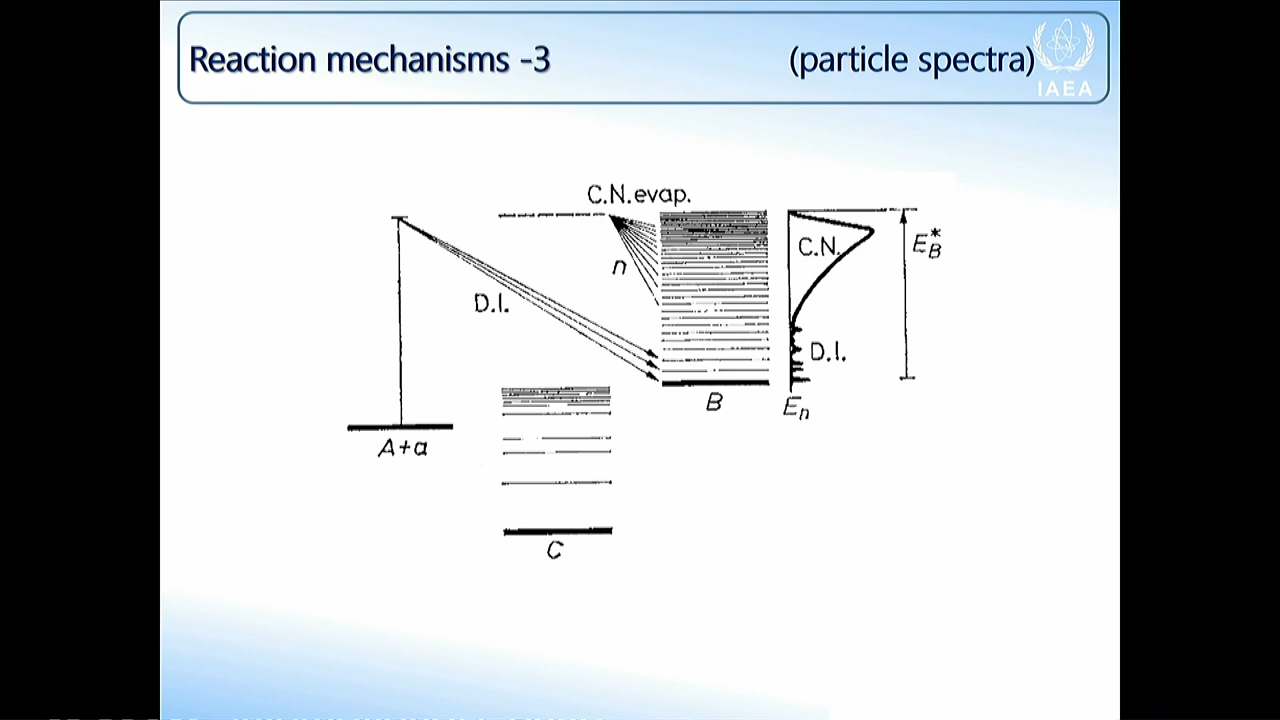 Reaction mechanisms -3
(particle spectra)
IAEA
C.N.evap.
n
D.I.
C.N.
E*B
D.I.
B
En
A+a
C